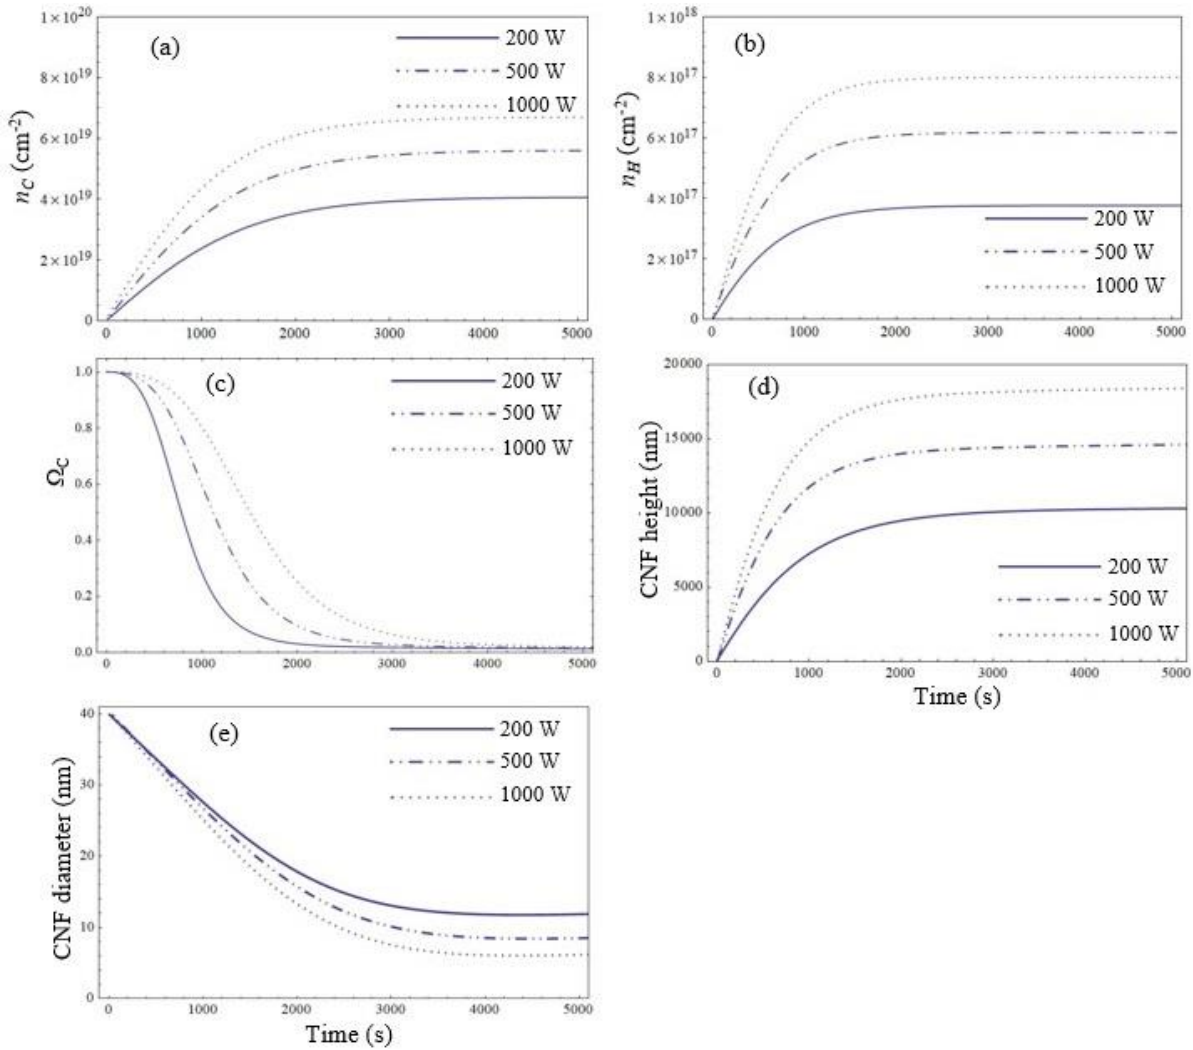 (a)
200 W
500 W
1000 W
n_C (cm^-2)
1×10^20
8×10^19
6×10^19
4×10^19
2×10^19
0
0 1000 2000 3000 4000 5000
(b)
200 W
500 W
1000 W
n_H (cm^-2)
1×10^18
8×10^17
6×10^17
4×10^17
2×10^17
0
0 1000 2000 3000 4000 5000
(c)
200 W
500 W
1000 W
Ω_C
1.0
0.8
0.6
0.4
0.2
0.0
0 1000 2000 3000 4000 5000
(d)
200 W
500 W
1000 W
CNF height (nm)
20000
15000
10000
5000
0
0 1000 2000 3000 4000 5000
Time (s)
(e)
200 W
500 W
1000 W
CNF diameter (nm)
40
30
20
10
0
0 1000 2000 3000 4000 5000
Time (s)